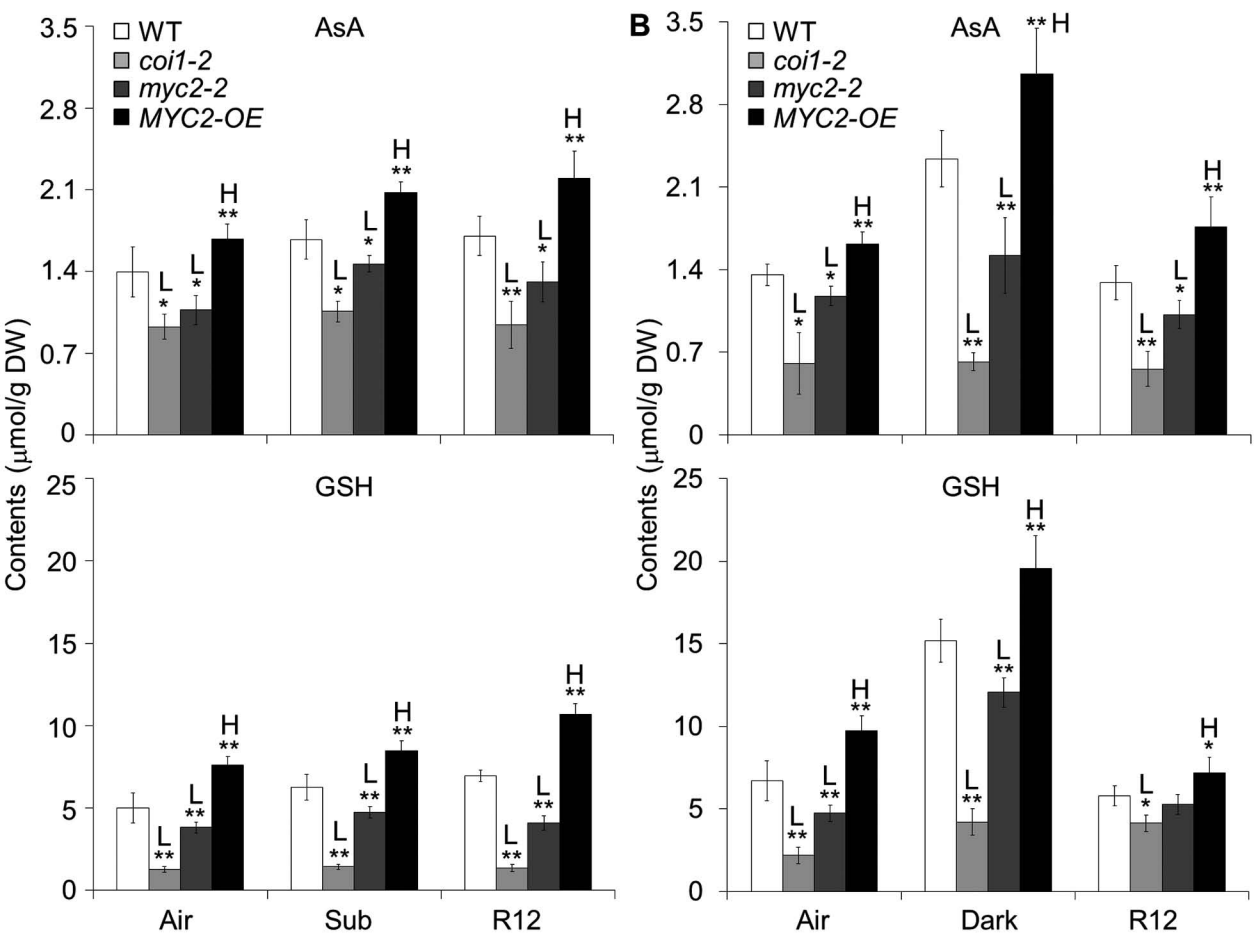 Contents (μmol/g DW)
3.5
2.8
2.1
1.4
0.7
0
AsA
WT
coi1-2
myc2-2
MYC2-OE
L
*
L
*
H
**
L
*
L
*
H
**
L
**
L
*
H
**
B
Contents (μmol/g DW)
3.5
2.8
2.1
1.4
0.7
0
AsA
WT
coi1-2
myc2-2
MYC2-OE
L
*
L
*
H
**
L
**
L
**
** H
L
**
L
*
H
**
GSH
25
20
15
10
5
0
L
**
L
**
H
**
L
**
L
**
H
**
L
**
L
**
H
**
Air Sub R12
GSH
25
20
15
10
5
0
L
**
L
**
H
**
L
**
L
**
H
**
L
*
H
*
Air Dark R12